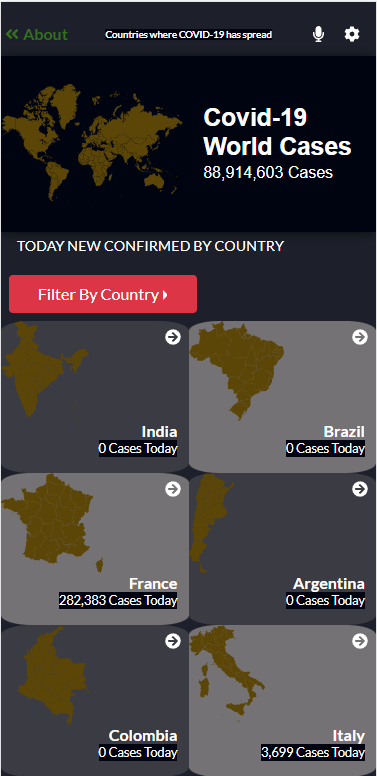 About
Countries where COVID-19 has spread
Covid-19
World Cases
88,914,603 Cases
TODAY NEW CONFIRMED BY COUNTRY
Filter By Country
India
0 Cases Today
Brazil
0 Cases Today
France
282,383 Cases Today
Argentina
0 Cases Today
Colombia
0 Cases Today
Italy
3,699 Cases Today